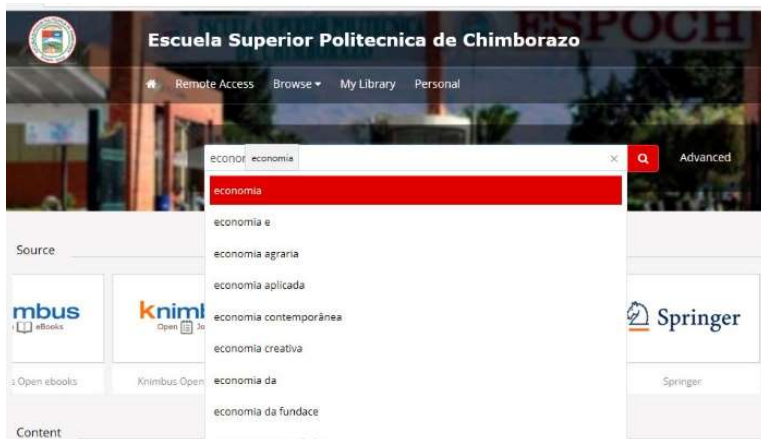 ESPOCH
Escuela Superior Politecnica de Chimborazo
Remote Access Browse My Library Personal
econor economia × Advanced
economia
economia e
economia agraria
economia aplicada
economia contemporânea
economia creativa
economia da
economia da fundace
Source
mbus
eBooks
knimb
Open Jo
Springer
s Open ebooks
Knimbus Open
Springer
Content